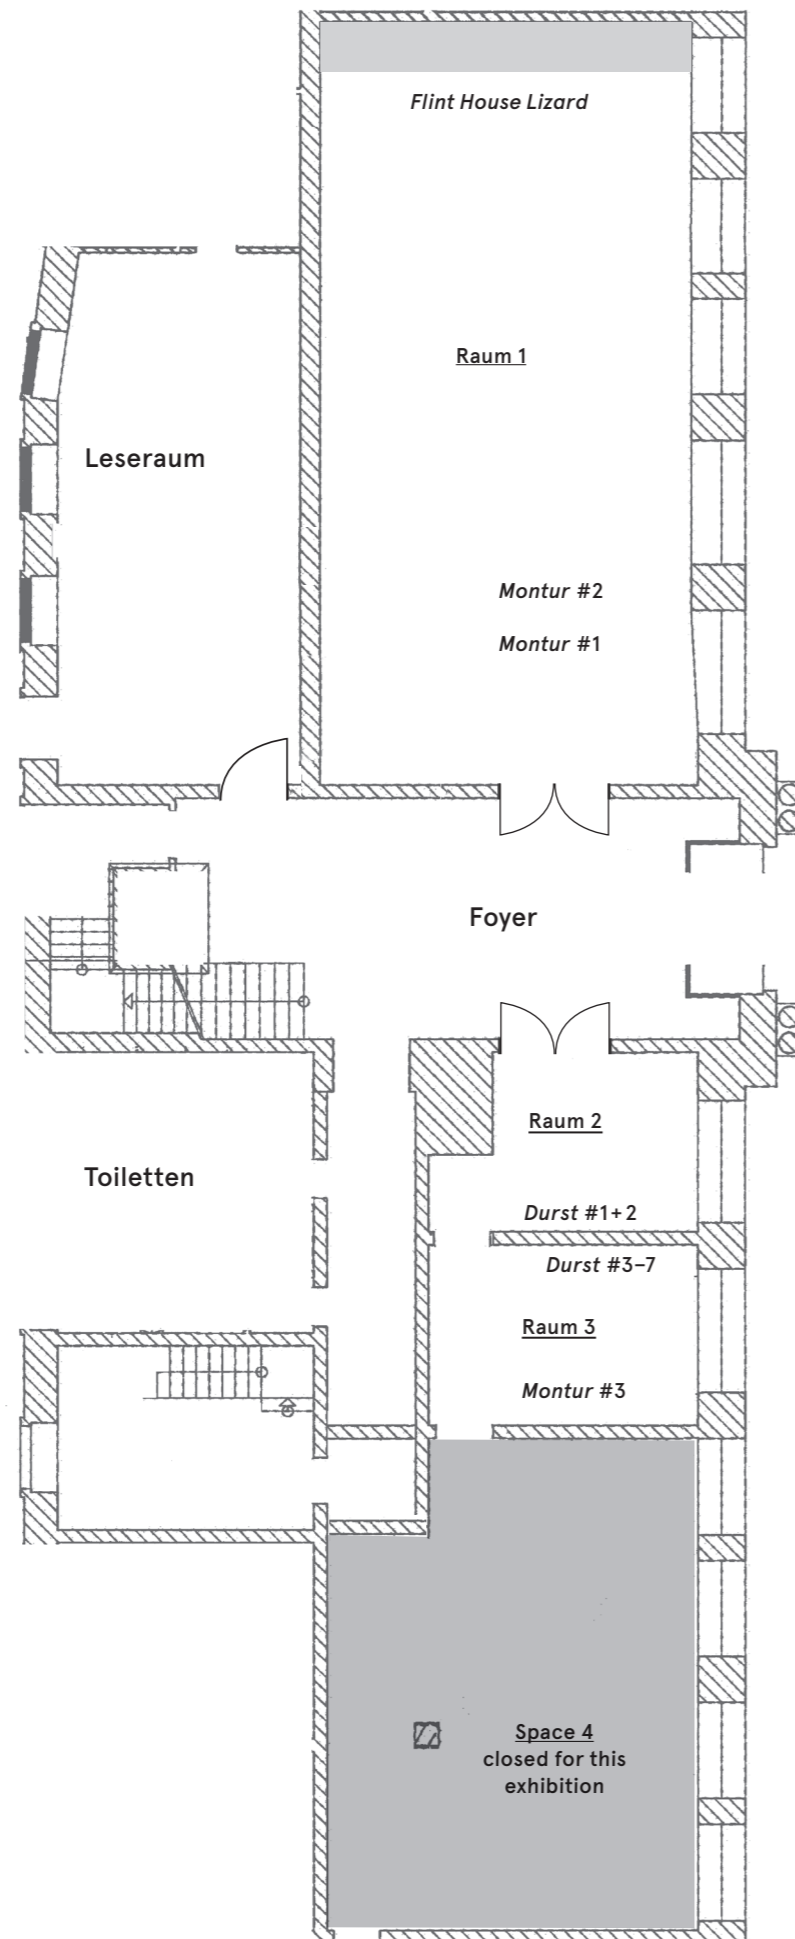 Flint House Lizard
Raum 1
Leseraum
Montur #2
Montur #1
Foyer
Raum 2
Toiletten
Durst #1+2
Durst #3–7
Raum 3
Montur #3
Space 4
closed for this
exhibition